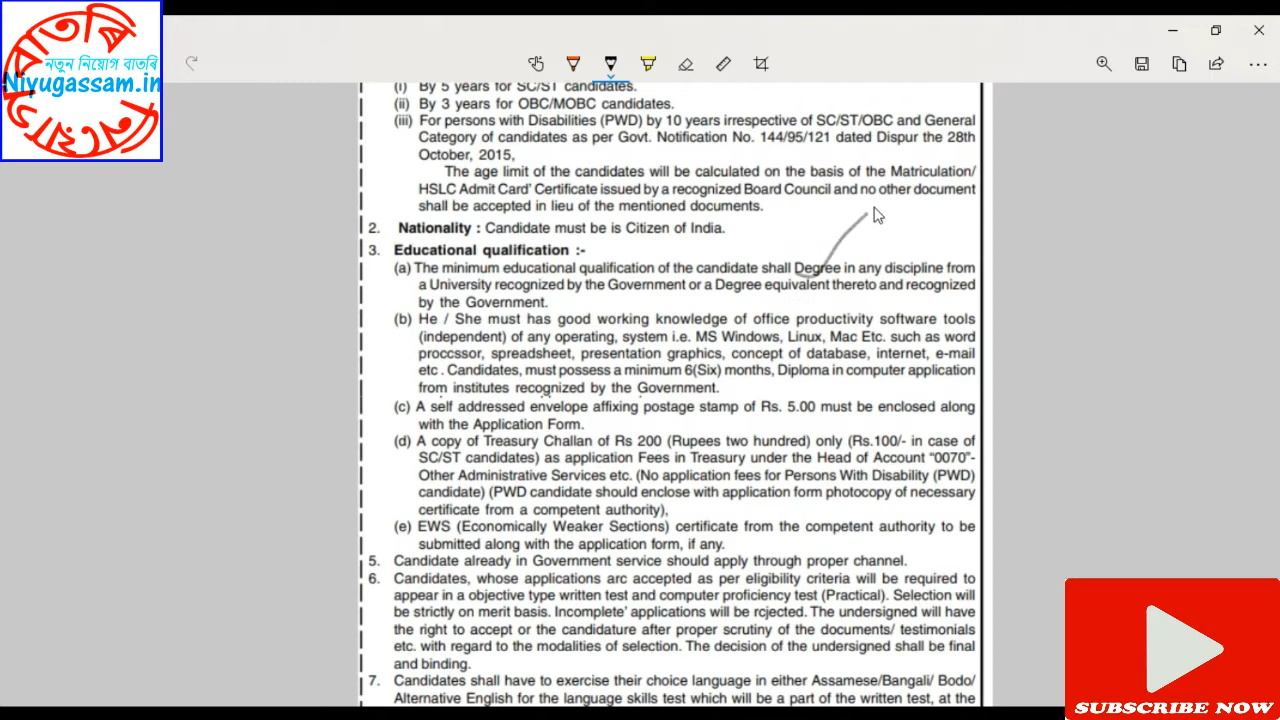 বাতৰি
নতুন নিয়োগ বাতৰি
Niyugassam.in
নিয়োগ
(i) By 5 years for SC/ST candidates.
(ii) By 3 years for OBC/MOBC candidates.
(iii) For persons with Disabilities (PWD) by 10 years irrespective of SC/ST/OBC and General
Category of candidates as per Govt. Notification No. 144/95/121 dated Dispur the 28th
October, 2015,
The age limit of the candidates will be calculated on the basis of the Matriculation/
HSLC Admit Card' Certificate issued by a recognized Board Council and no other document
shall be accepted in lieu of the mentioned documents.
2. Nationality : Candidate must be is Citizen of India.
3. Educational qualification :-
(a) The minimum educational qualification of the candidate shall Degree in any discipline from
a University recognized by the Government or a Degree equivalent thereto and recognized
by the Government.
(b) He / She must has good working knowledge of office productivity software tools
(independent) of any operating, system i.e. MS Windows, Linux, Mac Etc. such as word
proccssor, spreadsheet, presentation graphics, concept of database, internet, e-mail
etc . Candidates, must possess a minimum 6(Six) months, Diploma in computer application
from institutes recognized by the Government.
(c) A self addressed envelope affixing postage stamp of Rs. 5.00 must be enclosed along
with the Application Form.
(d) A copy of Treasury Challan of Rs 200 (Rupees two hundred) only (Rs.100/- in case of
SC/ST candidates) as application Fees in Treasury under the Head of Account “0070”-
Other Administrative Services etc. (No application fees for Persons With Disability (PWD)
candidate) (PWD candidate should enclose with application form photocopy of necessary
certificate from a competent authority),
(e) EWS (Economically Weaker Sections) certificate from the competent authority to be
submitted along with the application form, if any.
5. Candidate already in Government service should apply through proper channel.
6. Candidates, whose applications arc accepted as per eligibility criteria will be required to
appear in a objective type written test and computer proficiency test (Practical). Selection will
be strictly on merit basis. Incomplete' applications will be rcjected. The undersigned will have
the right to accept or the candidature after proper scrutiny of the documents/ testimonials
etc. with regard to the modalities of selection. The decision of the undersigned shall be final
and binding.
7. Candidates shall have to exercise their choice language in either Assamese/Bangali/ Bodo/
Alternative English for the language skills test which will be a part of the written test, at the
SUBSCRIBE NOW